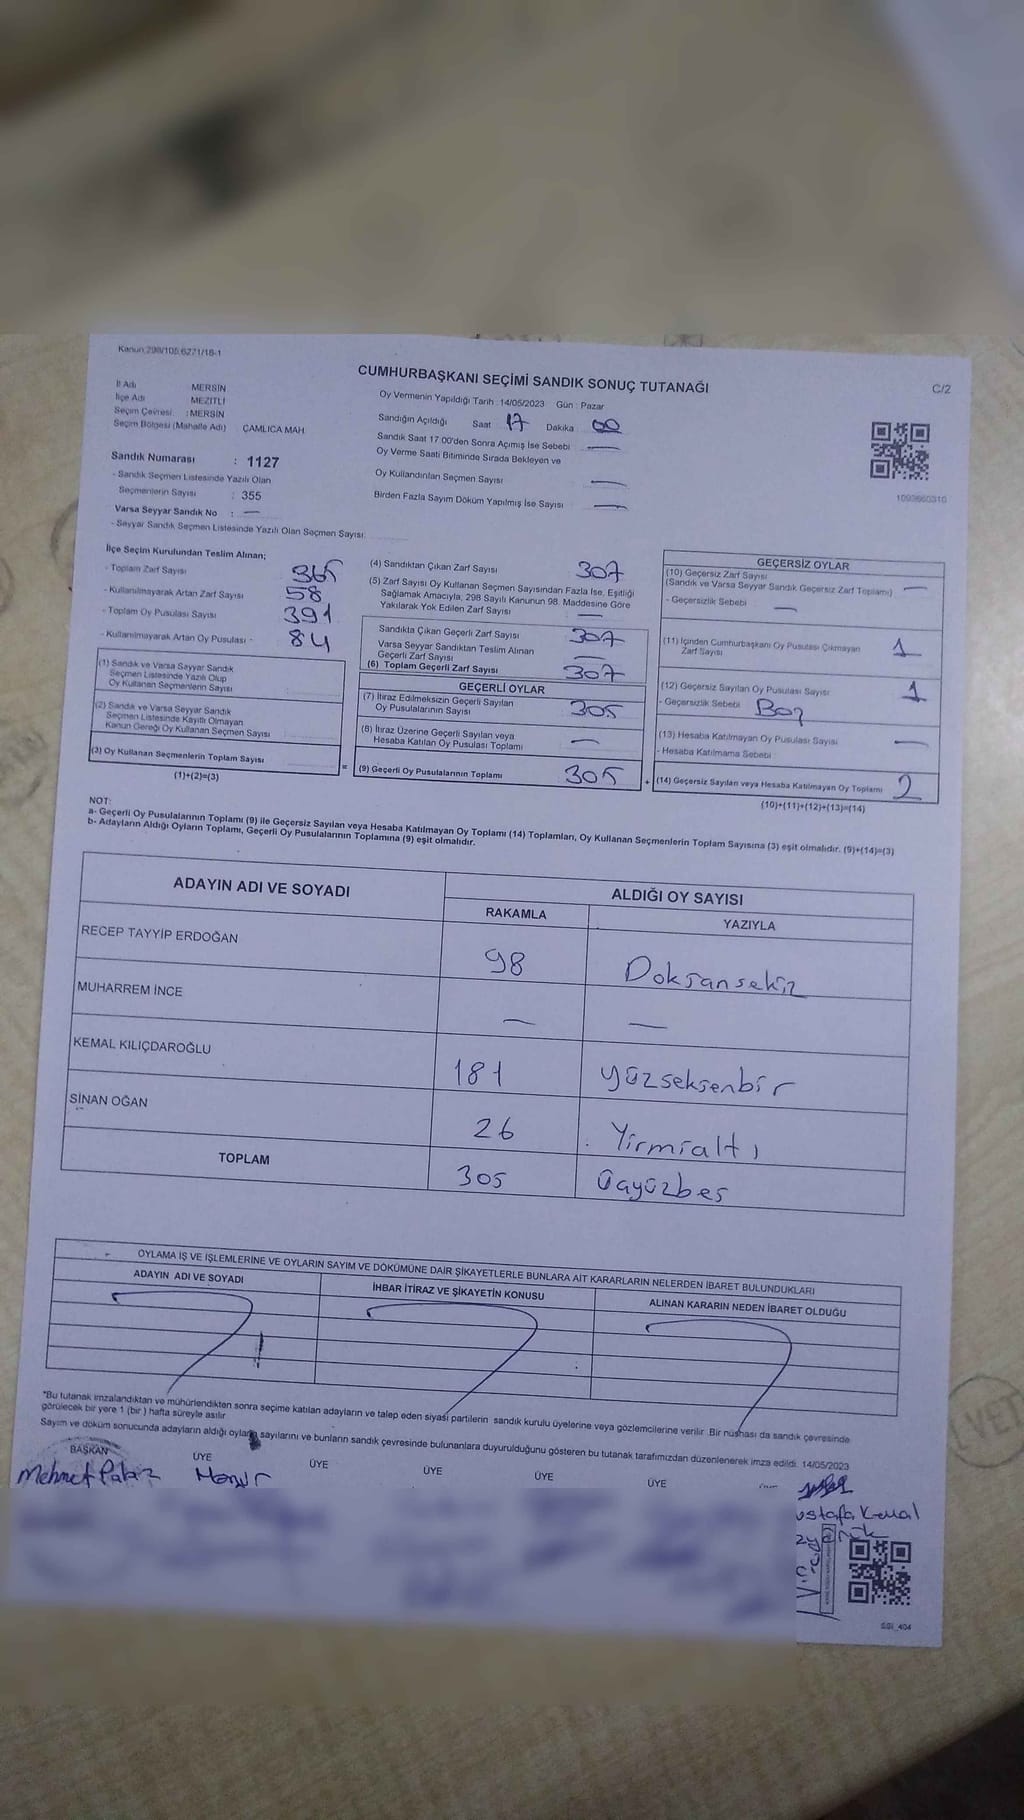 Kanun:298/105;6271/18-1
CUMHURBAŞKANI SEÇİMİ SANDIK SONUÇ TUTANAĞI
C/2
İl Adı MERSİN
İlçe Adı MEZİTLİ
Seçim Çevresi :MERSİN
Seçim Bölgesi (Mahalle Adı) ÇAMLICA MAH.
Sandık Numarası : 1127
- Sandık Seçmen Listesinde Yazılı Olan
Seçmenlerin Sayısı : 355
Varsa Seyyar Sandık No : —
- Seyyar Sandık Seçmen Listesinde Yazılı Olan Seçmen Sayısı:
Oy Vermenin Yapıldığı Tarih :14/05/2023 Gün : Pazar
Sandığın Açıldığı Saat 17 Dakika 00
Sandık Saat 17.00'den Sonra Açımış İse Sebebi —
Oy Verme Saati Bitiminde Sırada Bekleyen ve
Oy Kullandırılan Seçmen Sayısı —
Birden Fazla Sayım Döküm Yapılmış İse Sayısı —
1093660310
İlçe Seçim Kurulundan Teslim Alınan;
- Toplam Zarf Sayısı 365
- Kullanılmayarak Artan Zarf Sayısı 58
- Toplam Oy Pusulası Sayısı 391
- Kullanılmayarak Artan Oy Pusulası - 84
(1) Sandık ve Varsa Seyyar Sandık
Seçmen Listesinde Yazılı Olup
Oy Kullanan Seçmenlerin Sayısı
(2) Sandık ve Varsa Seyyar Sandık
Seçmen Listesinde Kayıtlı Olmayan
Kanun Gereği Oy Kullanan Seçmen Sayısı
(3) Oy Kullanan Seçmenlerin Toplam Sayısı
(1)+(2)=(3)
(4) Sandıktan Çıkan Zarf Sayısı 307
(5) Zarf Sayısı Oy Kullanan Seçmen Sayısından Fazla İse, Eşitliği
Sağlamak Amacıyla, 298 Sayılı Kanunun 98. Maddesine Göre
Yakılarak Yok Edilen Zarf Sayısı —
Sandıkta Çıkan Geçerli Zarf Sayısı 307
Varsa Seyyar Sandıktan Teslim Alınan
Geçerli Zarf Sayısı —
(6) Toplam Geçerli Zarf Sayısı 307
GEÇERLİ OYLAR
(7) İtiraz Edilmeksizin Geçerli Sayılan
Oy Pusulalarının Sayısı 305
(8) İtiraz Üzerine Geçerli Sayılan veya
Hesaba Katılan Oy Pusulası Toplamı —
= (9) Geçerli Oy Pusulalarının Toplamı 305
GEÇERSİZ OYLAR
(10) Geçersiz Zarf Sayısı
(Sandık ve Varsa Seyyar Sandık Geçersiz Zarf Toplamı) —
- Geçersizlik Sebebi —
(11) İçinden Cumhurbaşkanı Oy Pusulası Çıkmayan
Zarf Sayısı 1
(12) Geçersiz Sayılan Oy Pusulası Sayısı 1
- Geçersizlik Sebebi
(13) Hesaba Katılmayan Oy Pusulası Sayısı —
- Hesaba Katılmama Sebebi
+ (14) Geçersiz Sayılan veya Hesaba Katılmayan Oy Toplamı 2
(10)+(11)+(12)+(13)=(14)
NOT:
a- Geçerli Oy Pusulalarının Toplamı (9) ile Geçersiz Sayılan veya Hesaba Katılmayan Oy Toplamı (14) Toplamları, Oy Kullanan Seçmenlerin Toplam Sayısına (3) eşit olmalıdır. (9)+(14)=(3)
b- Adayların Aldığı Oyların Toplamı, Geçerli Oy Pusulalarının Toplamına (9) eşit olmalıdır.
ADAYIN ADI VE SOYADI ALDIĞI OY SAYISI
RAKAMLA YAZIYLA
RECEP TAYYİP ERDOĞAN 98 Doksansekiz
MUHARREM İNCE — —
KEMAL KILIÇDAROĞLU 181 yüzseksenbir
SİNAN OĞAN 26 Yirmialtı
TOPLAM 305 üçyüzbes
OYLAMA İŞ VE İŞLEMLERİNE VE OYLARIN SAYIM VE DÖKÜMÜNE DAİR ŞİKAYETLERLE BUNLARA AİT KARARLARIN NELERDEN İBARET BULUNDUKLARI
ADAYIN ADI VE SOYADI İHBAR İTİRAZ VE ŞİKAYETİN KONUSU ALINAN KARARIN NEDEN İBARET OLDUĞU
*Bu tutanak imzalandıktan ve mühürlendikten sonra seçime katılan adayların ve talep eden siyasi partilerin sandık kurulu üyelerine veya gözlemcilerine verilir. Bir nüshası da sandık çevresinde
görülecek bir yere 1 (bir ) hafta süreyle asılır
Sayım ve döküm sonucunda adayların aldığı oyların sayılarını ve bunların sandık çevresinde bulunanlara duyurulduğunu gösteren bu tutanak tarafımızdan düzenlenerek imza edildi. 14/05/2023
BAŞKAN ÜYE ÜYE ÜYE ÜYE ÜYE
Mehmet
Kemal